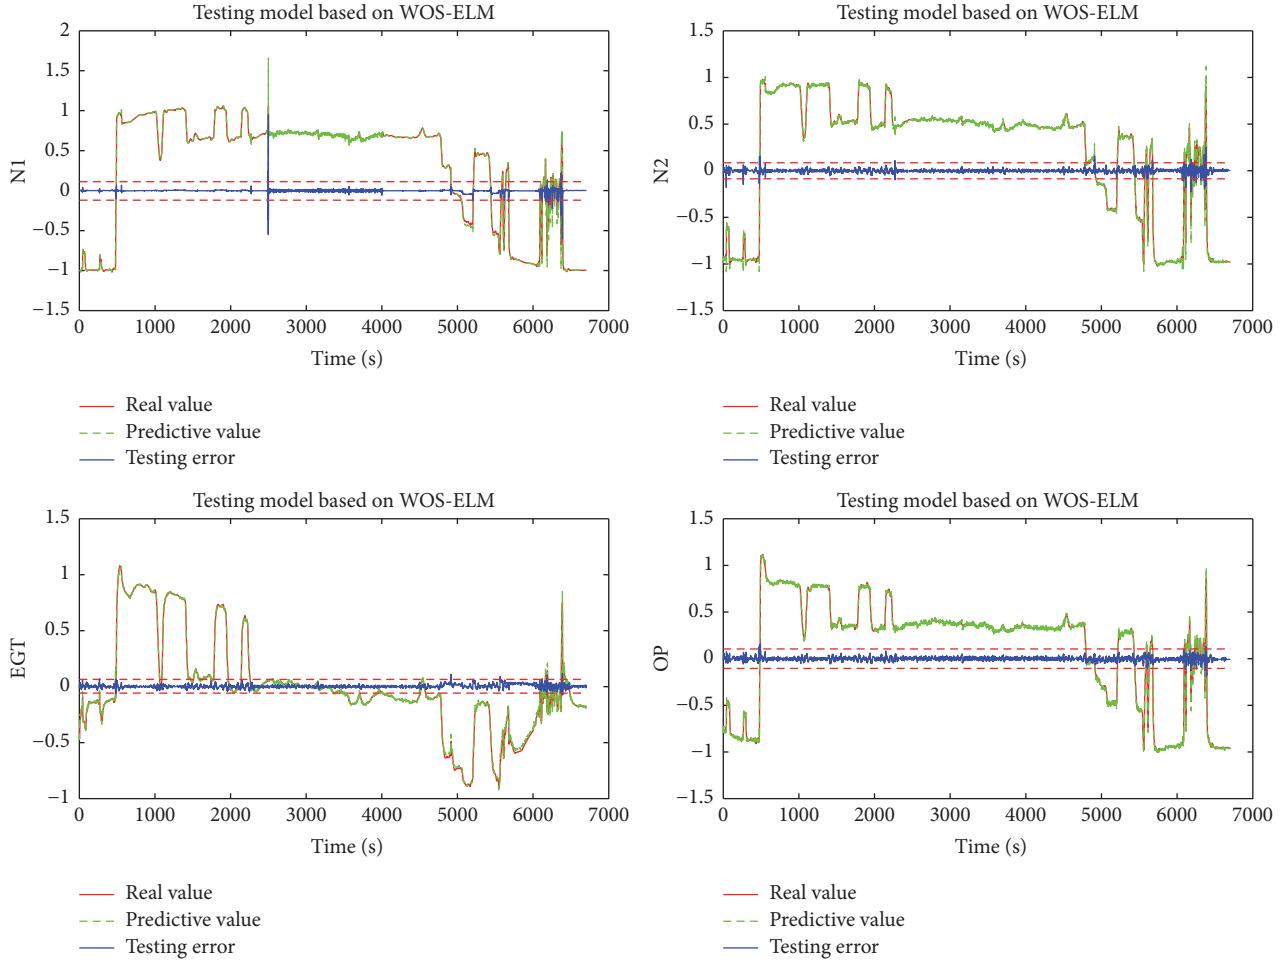 Testing model based on WOS-ELM
2
1.5
1
0.5
0
−0.5
−1
−1.5
N1
0 1000 2000 3000 4000 5000 6000 7000
Time (s)
Real value
Predictive value
Testing error
Testing model based on WOS-ELM
1.5
1
0.5
0
−0.5
−1
−1.5
N2
0 1000 2000 3000 4000 5000 6000 7000
Time (s)
Real value
Predictive value
Testing error
Testing model based on WOS-ELM
1.5
1
0.5
0
−0.5
−1
EGT
0 1000 2000 3000 4000 5000 6000 7000
Time (s)
Real value
Predictive value
Testing error
Testing model based on WOS-ELM
1.5
1
0.5
0
−0.5
−1
−1.5
OP
0 1000 2000 3000 4000 5000 6000 7000
Time (s)
Real value
Predictive value
Testing error